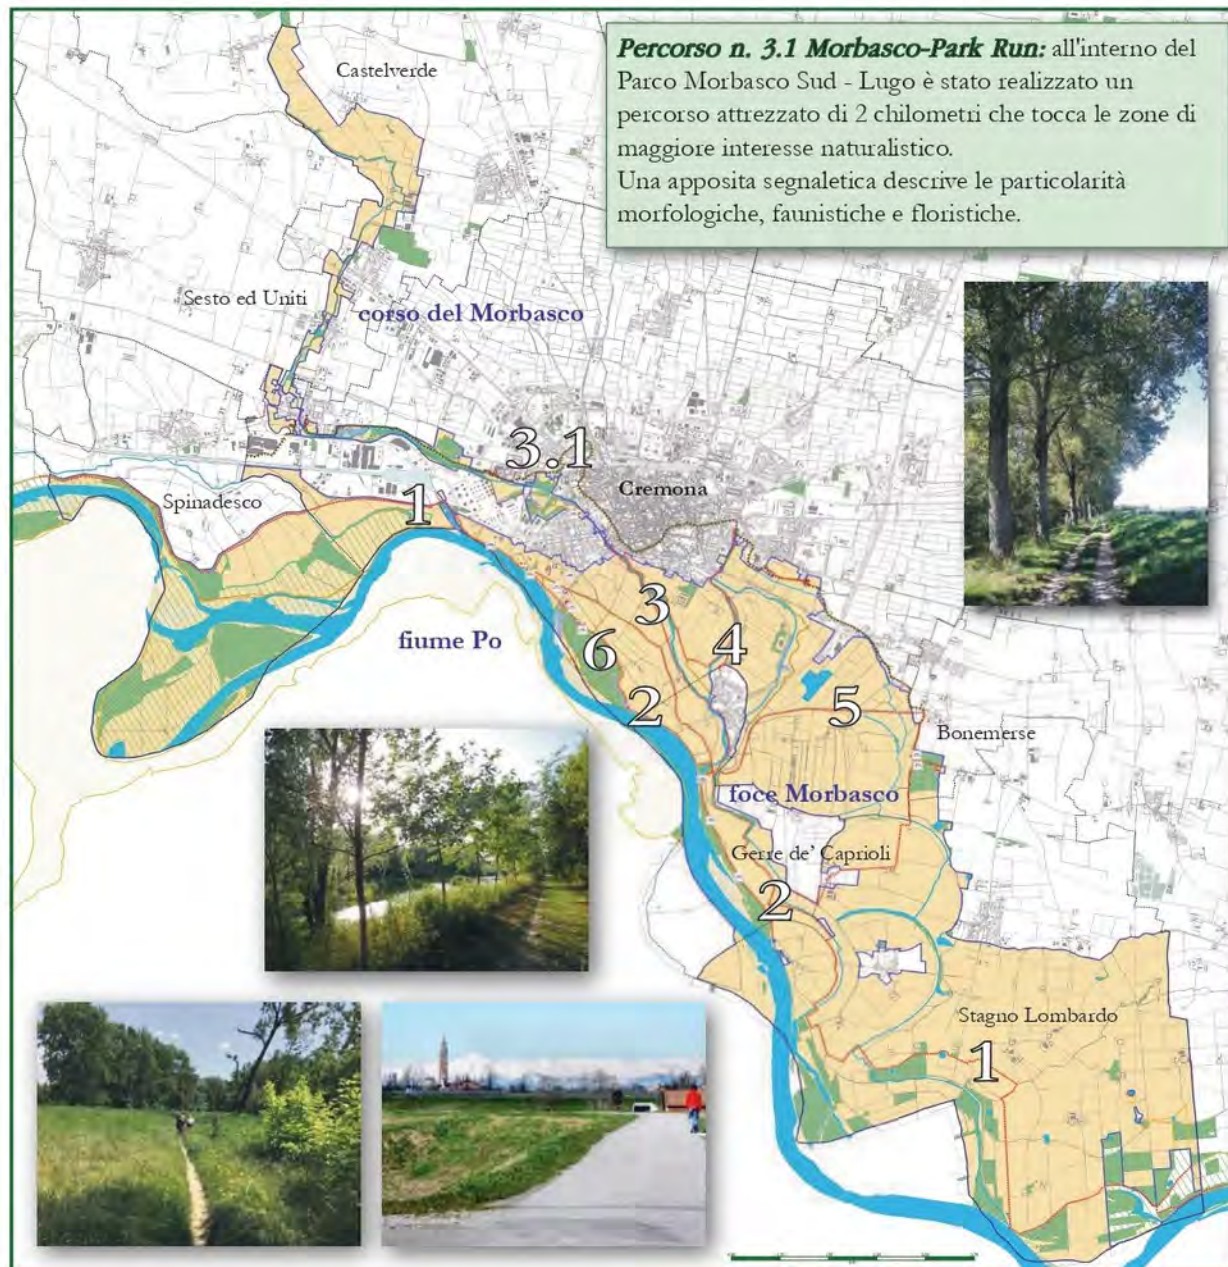 Percorso n. 3.1 Morbasco-Park Run: all'interno del
Parco Morbasco Sud - Lugo è stato realizzato un
percorso attrezzato di 2 chilometri che tocca le zone di
maggiore interesse naturalistico.
Una apposita segnaletica descrive le particolarità
morfologiche, faunistiche e floristiche.
Castelverde
Sesto ed Uniti
corso del Morbasco
3.1
Cremona
Spinadesco
1
3
fiume Po
6
4
2
5
Bonemerse
foce Morbasco
Gerre de' Caprioli
2
Stagno Lombardo
1